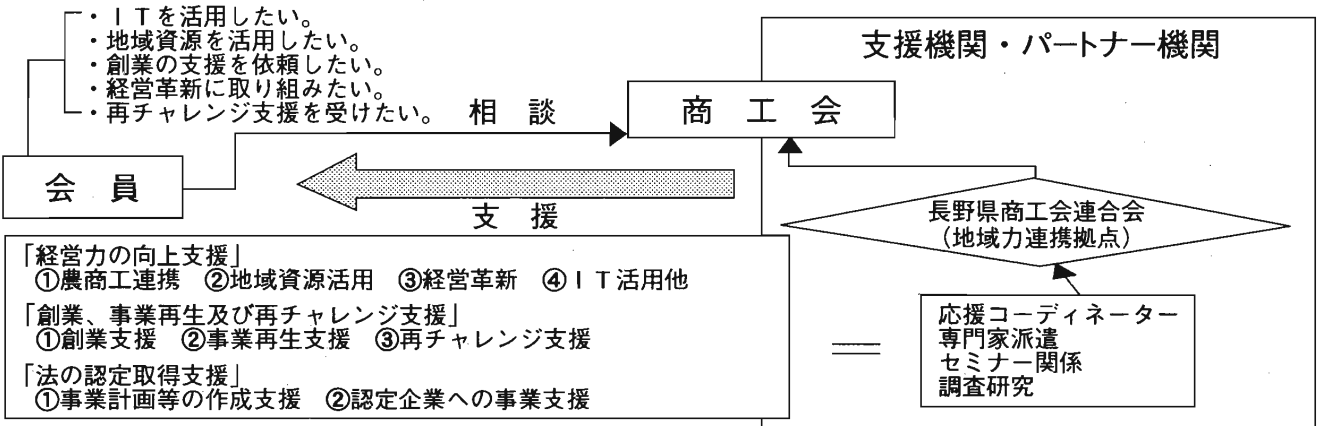 ・ＩＴを活用したい。
・地域資源を活用したい。
・創業の支援を依頼したい。
・経営革新に取り組みたい。
・再チャレンジ支援を受けたい。
相　談
会　員
支　援
商　工　会
支援機関・パートナー機関
長野県商工会連合会
（地域力連携拠点）
応援コーディネーター
専門家派遣
セミナー関係
調査研究
「経営力の向上支援」
①農商工連携　②地域資源活用　③経営革新　④ＩＴ活用他
「創業、事業再生及び再チャレンジ支援」
①創業支援　②事業再生支援　③再チャレンジ支援
「法の認定取得支援」
①事業計画等の作成支援　②認定企業への事業支援